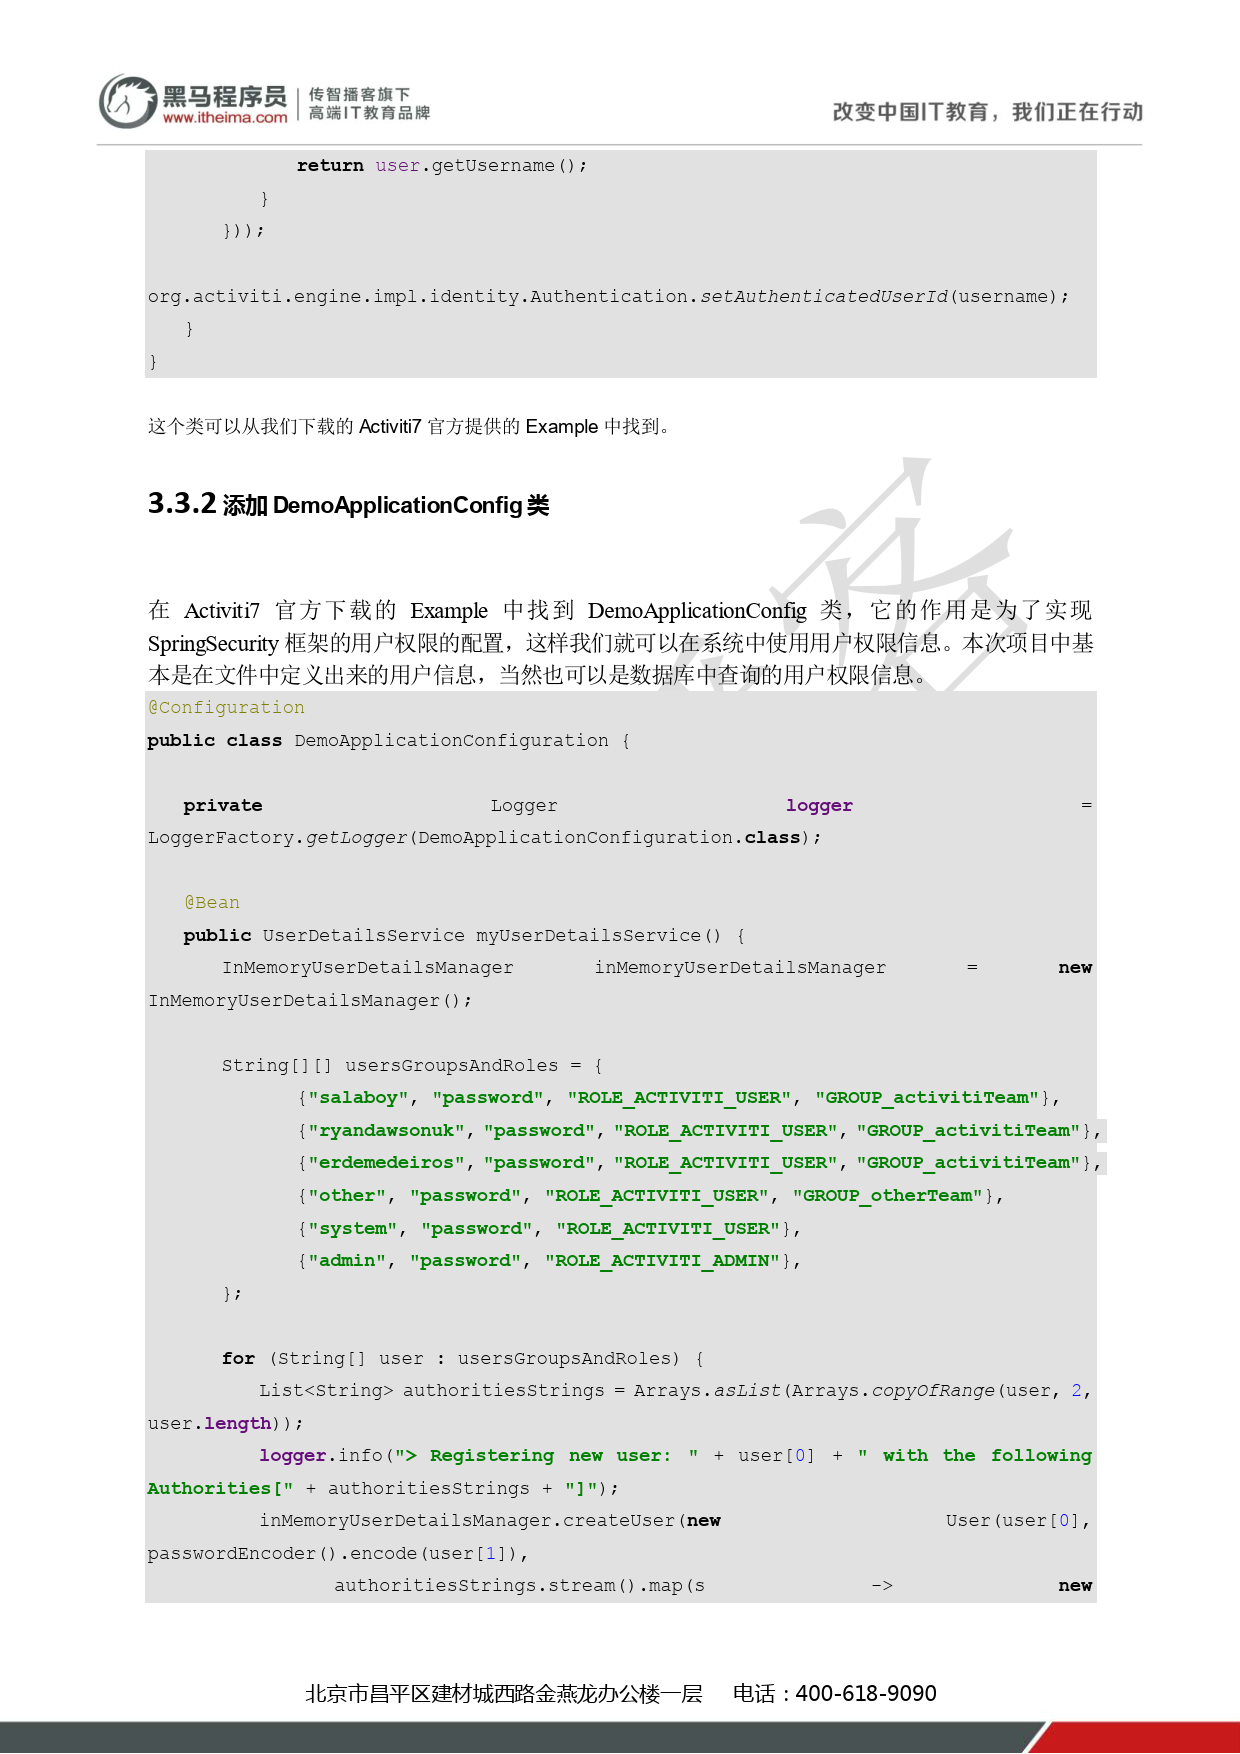 黑马程序员
www.itheima.com
传智播客旗下
高端IT教育品牌
改变中国IT教育，我们正在行动
return user.getUsername();
}
}));
org.activiti.engine.impl.identity.Authentication.setAuthenticatedUserId(username);
}
}
这个类可以从我们下载的 Activiti7 官方提供的 Example 中找到。
3.3.2 添加 DemoApplicationConfig 类
在 Activiti7 官方下载的 Example 中找到 DemoApplicationConfig 类，它的作用是为了实现
SpringSecurity 框架的用户权限的配置，这样我们就可以在系统中使用用户权限信息。本次项目中基
本是在文件中定义出来的用户信息，当然也可以是数据库中查询的用户权限信息。
@Configuration
public class DemoApplicationConfiguration {
private Logger logger =
LoggerFactory.getLogger(DemoApplicationConfiguration.class);
@Bean
public UserDetailsService myUserDetailsService() {
InMemoryUserDetailsManager inMemoryUserDetailsManager = new
InMemoryUserDetailsManager();
String[][] usersGroupsAndRoles = {
{"salaboy", "password", "ROLE_ACTIVITI_USER", "GROUP_activitiTeam"},
{"ryandawsonuk", "password", "ROLE_ACTIVITI_USER", "GROUP_activitiTeam"},
{"erdemedeiros", "password", "ROLE_ACTIVITI_USER", "GROUP_activitiTeam"},
{"other", "password", "ROLE_ACTIVITI_USER", "GROUP_otherTeam"},
{"system", "password", "ROLE_ACTIVITI_USER"},
{"admin", "password", "ROLE_ACTIVITI_ADMIN"},
};
for (String[] user : usersGroupsAndRoles) {
List<String> authoritiesStrings = Arrays.asList(Arrays.copyOfRange(user, 2,
user.length));
logger.info("> Registering new user: " + user[0] + " with the following
Authorities[" + authoritiesStrings + "]");
inMemoryUserDetailsManager.createUser(new User(user[0],
passwordEncoder().encode(user[1]),
authoritiesStrings.stream().map(s -> new
北京市昌平区建材城西路金燕龙办公楼一层 电话：400-618-9090